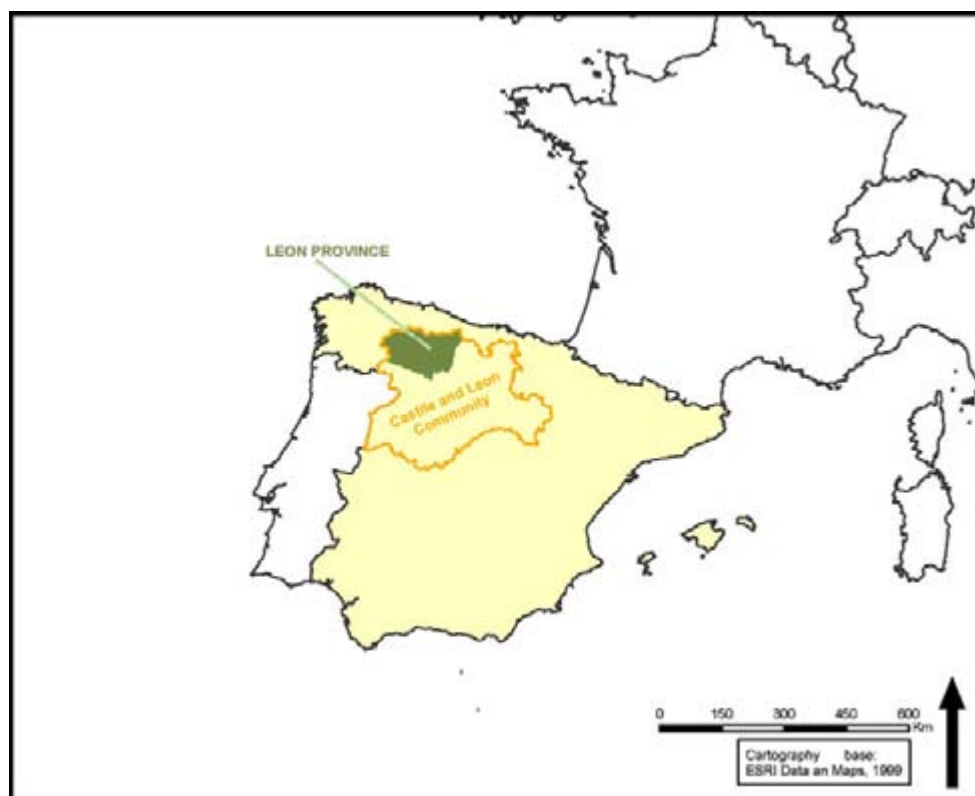 LEON PROVINCE
Castile and Leon
Community
0 150 300 450 600
Km
Cartography base:
ESRI Data an Maps, 1999